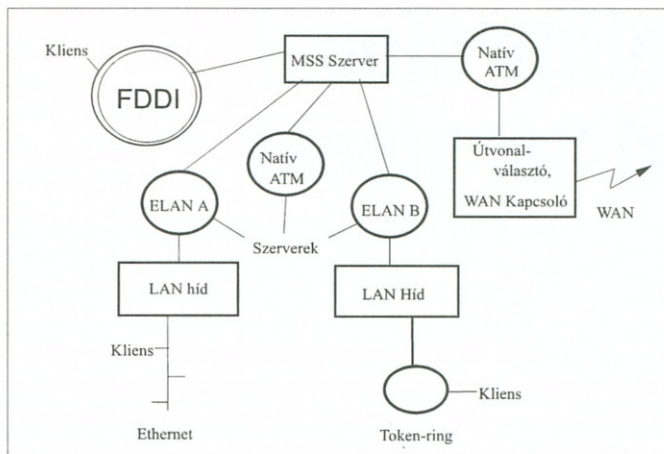 Kliens
FDDI
MSS Szerver
Natív
ATM
Natív
ATM
Útvonal-
választó,
WAN Kapcsoló
WAN
ELAN A
ELAN B
Szerverek
LAN híd
LAN Híd
Kliens
Kliens
Ethernet
Token-ring